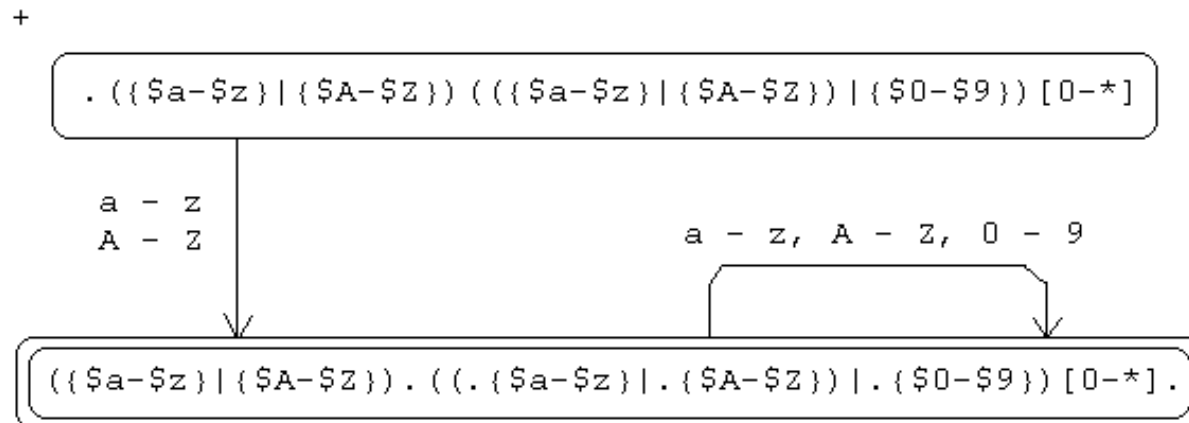 +
.({$a-$z}|{$A-$Z})(({$a-$z}|{$A-$Z})|{$0-$9})[0-*]
a - z
A - Z
a - z, A - Z, 0 - 9
({$a-$z}|{$A-$Z}).((.{$a-$z}|.{$A-$Z})|.{$0-$9})[0-*].